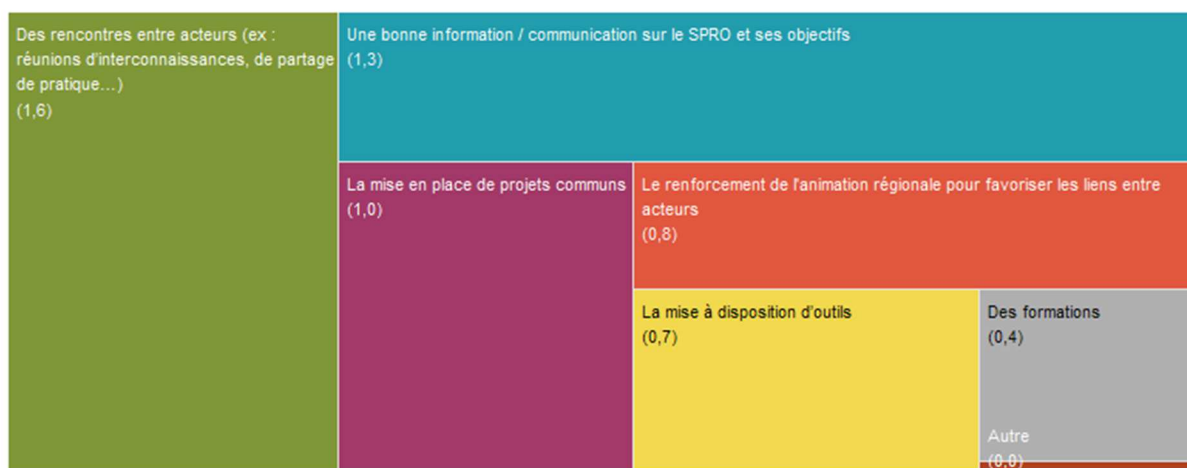 Des rencontres entre acteurs (ex :
réunions d'interconnaissances, de partage
de pratique...)
(1,6)
Une bonne information / communication sur le SPRO et ses objectifs
(1,3)
La mise en place de projets communs
(1,0)
Le renforcement de l'animation régionale pour favoriser les liens entre
acteurs
(0,8)
La mise à disposition d'outils
(0,7)
Des formations
(0,4)
Autre
(0,0)